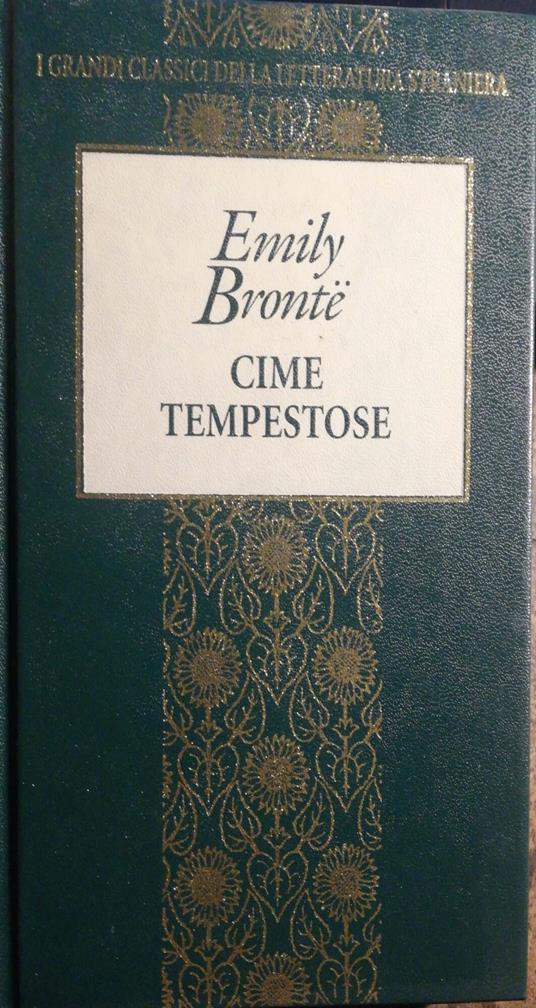 I GRANDI CLASSICI DELLA LETTERATURA STRANIERA
Emily
Brontë
CIME
TEMPESTOSE